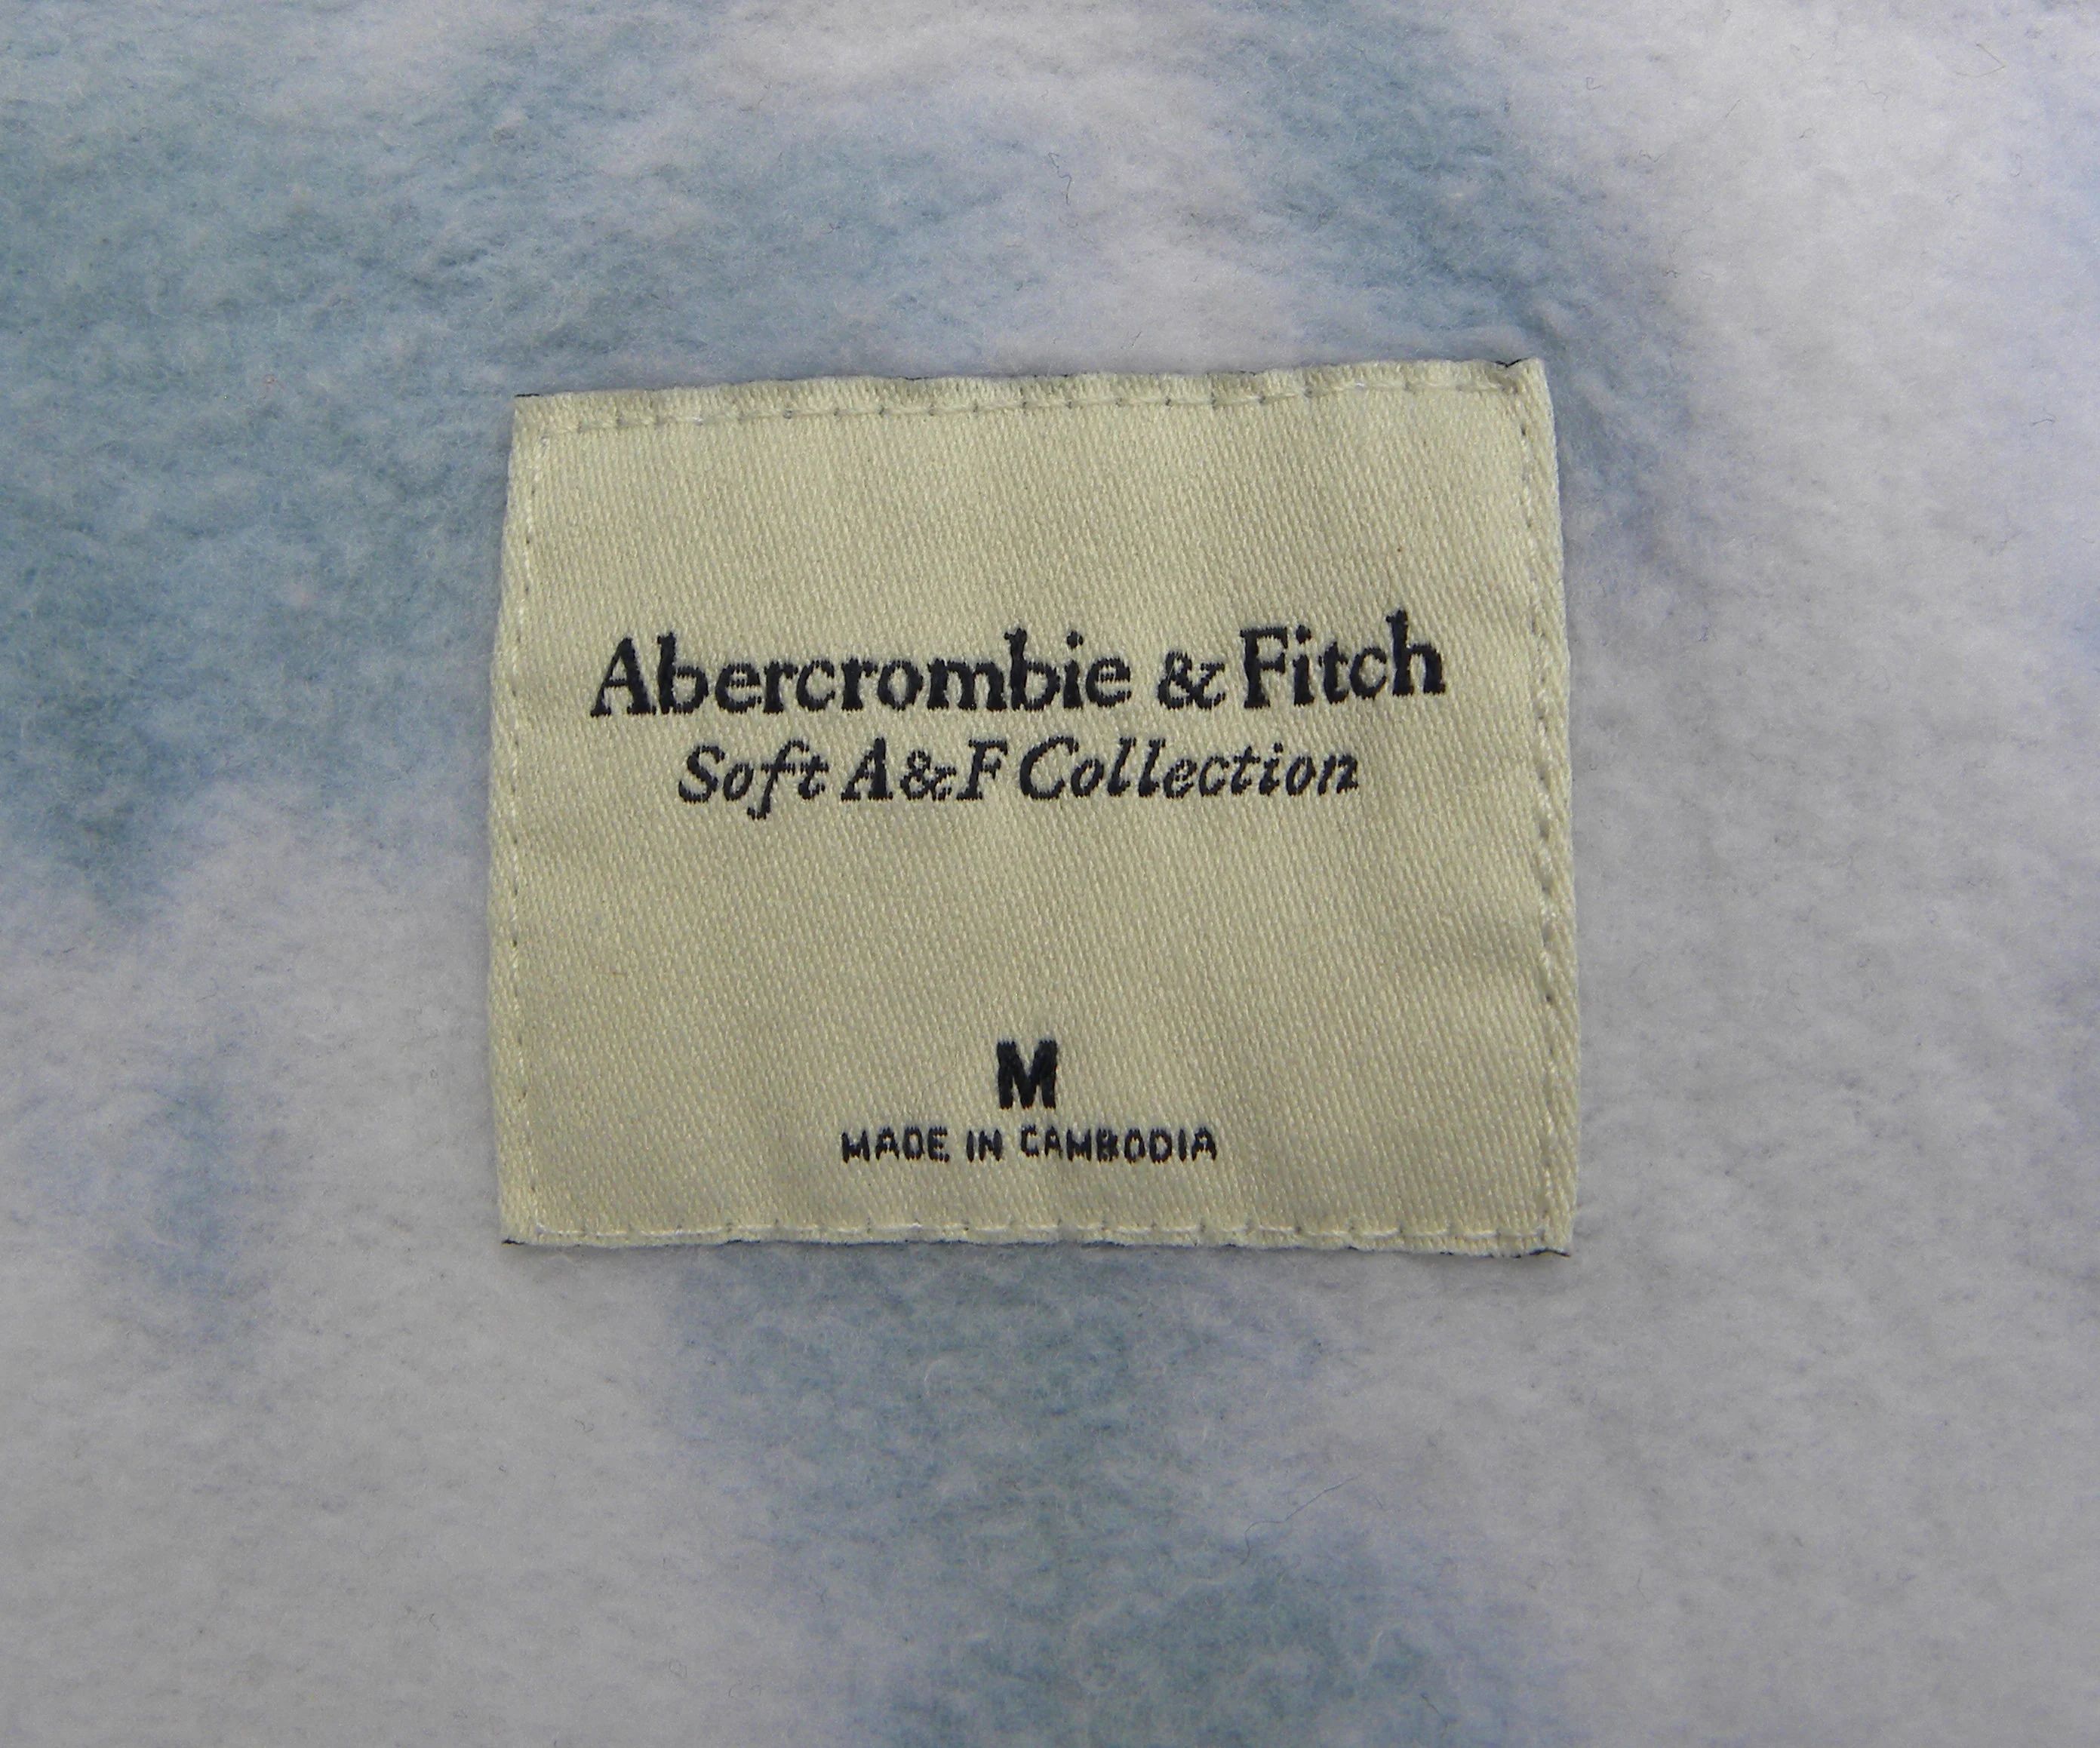 Abercrombie & Fitch
Soft A&F Collection
M
MADE IN CAMBODIA